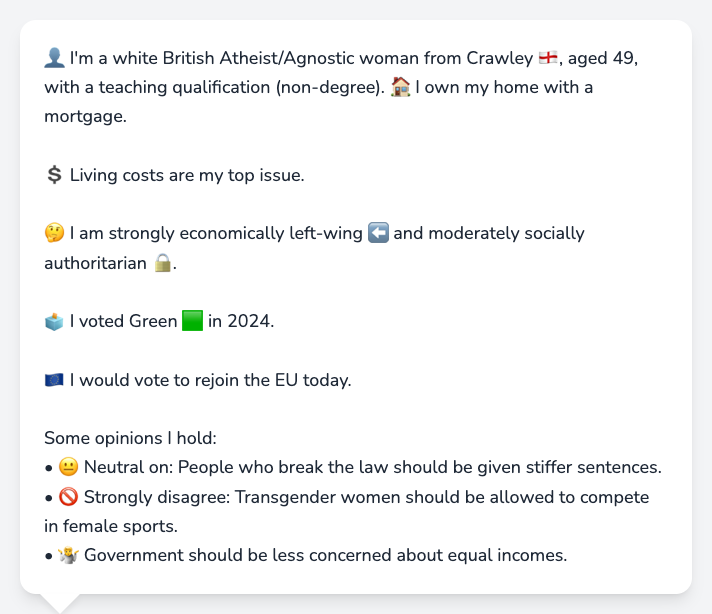 👤 I'm a white British Atheist/Agnostic woman from Crawley 🏴󠁧󠁢󠁥󠁮󠁧󠁿, aged 49,
with a teaching qualification (non-degree). 🏠 I own my home with a
mortgage.
💲 Living costs are my top issue.
🤔 I am strongly economically left-wing ⬅️ and moderately socially
authoritarian 🔒.
🗳️ I voted Green 🟩 in 2024.
🇪🇺 I would vote to rejoin the EU today.
Some opinions I hold:
• 😐 Neutral on: People who break the law should be given stiffer sentences.
• 🚫 Strongly disagree: Transgender women should be allowed to compete
in female sports.
• 🤷 Government should be less concerned about equal incomes.